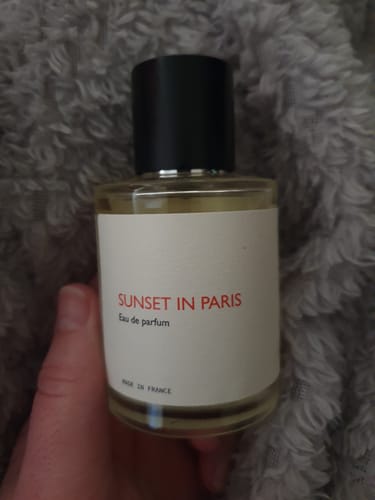 SUNSET IN PARIS
Eau de parfum
MADE IN FRANCE